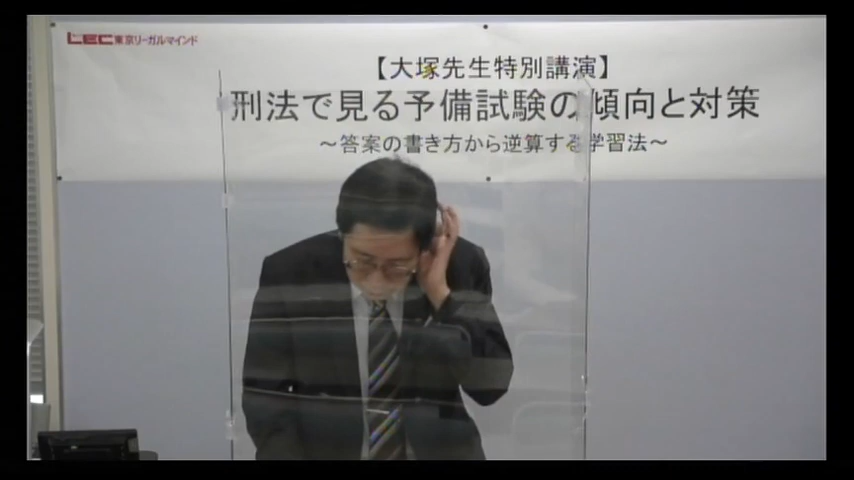 LEC東京リーガルマインド
【大塚先生特別講演】
刑法で見る予備試験の傾向と対策
～答案の書き方から逆算する学習法～